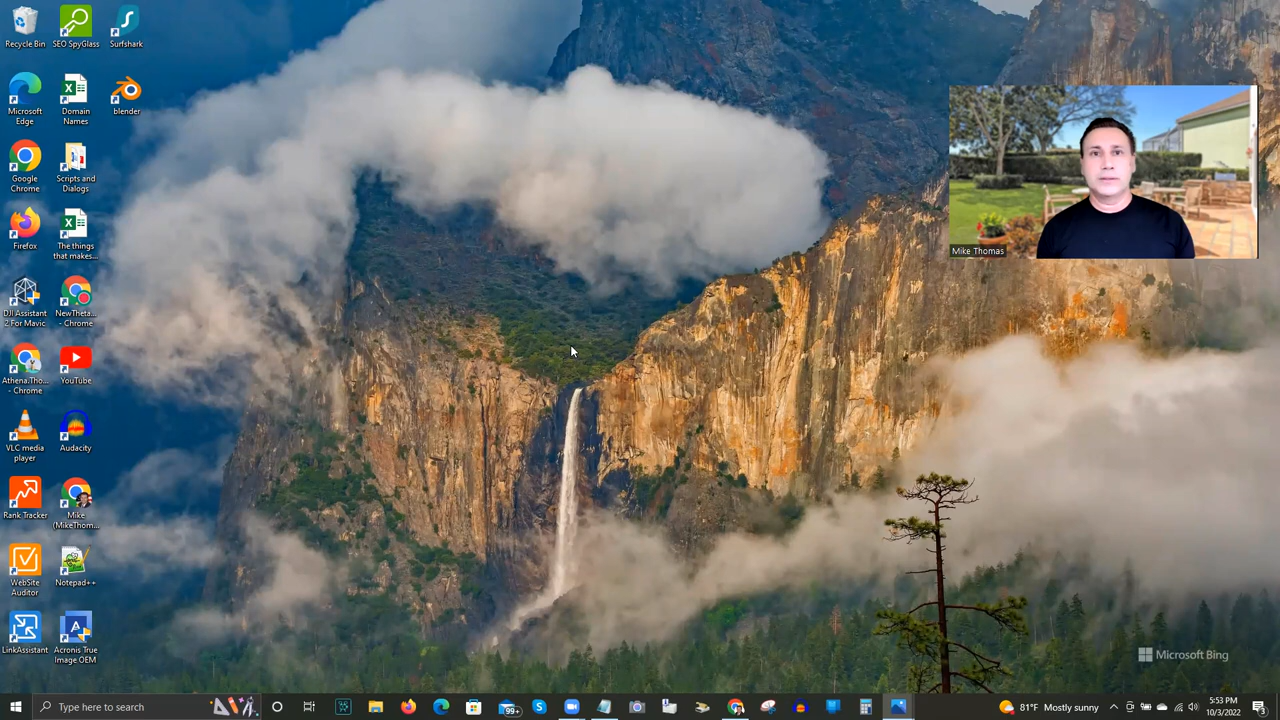 Recycle Bin
SEO SpyGlass
Surfshark
Microsoft
Edge
Domain
Names
blender
Google
Chrome
Scripts and
Dialogs
Firefox
The things
that makes...
DJI Assistant
2 For Mavic
NewTheta...
- Chrome
Athena.Tho...
- Chrome
YouTube
VLC media
player
Audacity
Rank Tracker
Mike
(MikeThom...
WebSite
Auditor
Notepad++
LinkAssistant
Acronis True
Image OEM
Mike Thomas
Microsoft Bing
Type here to search
99+
81°F Mostly sunny
5:53 PM
10/3/2022